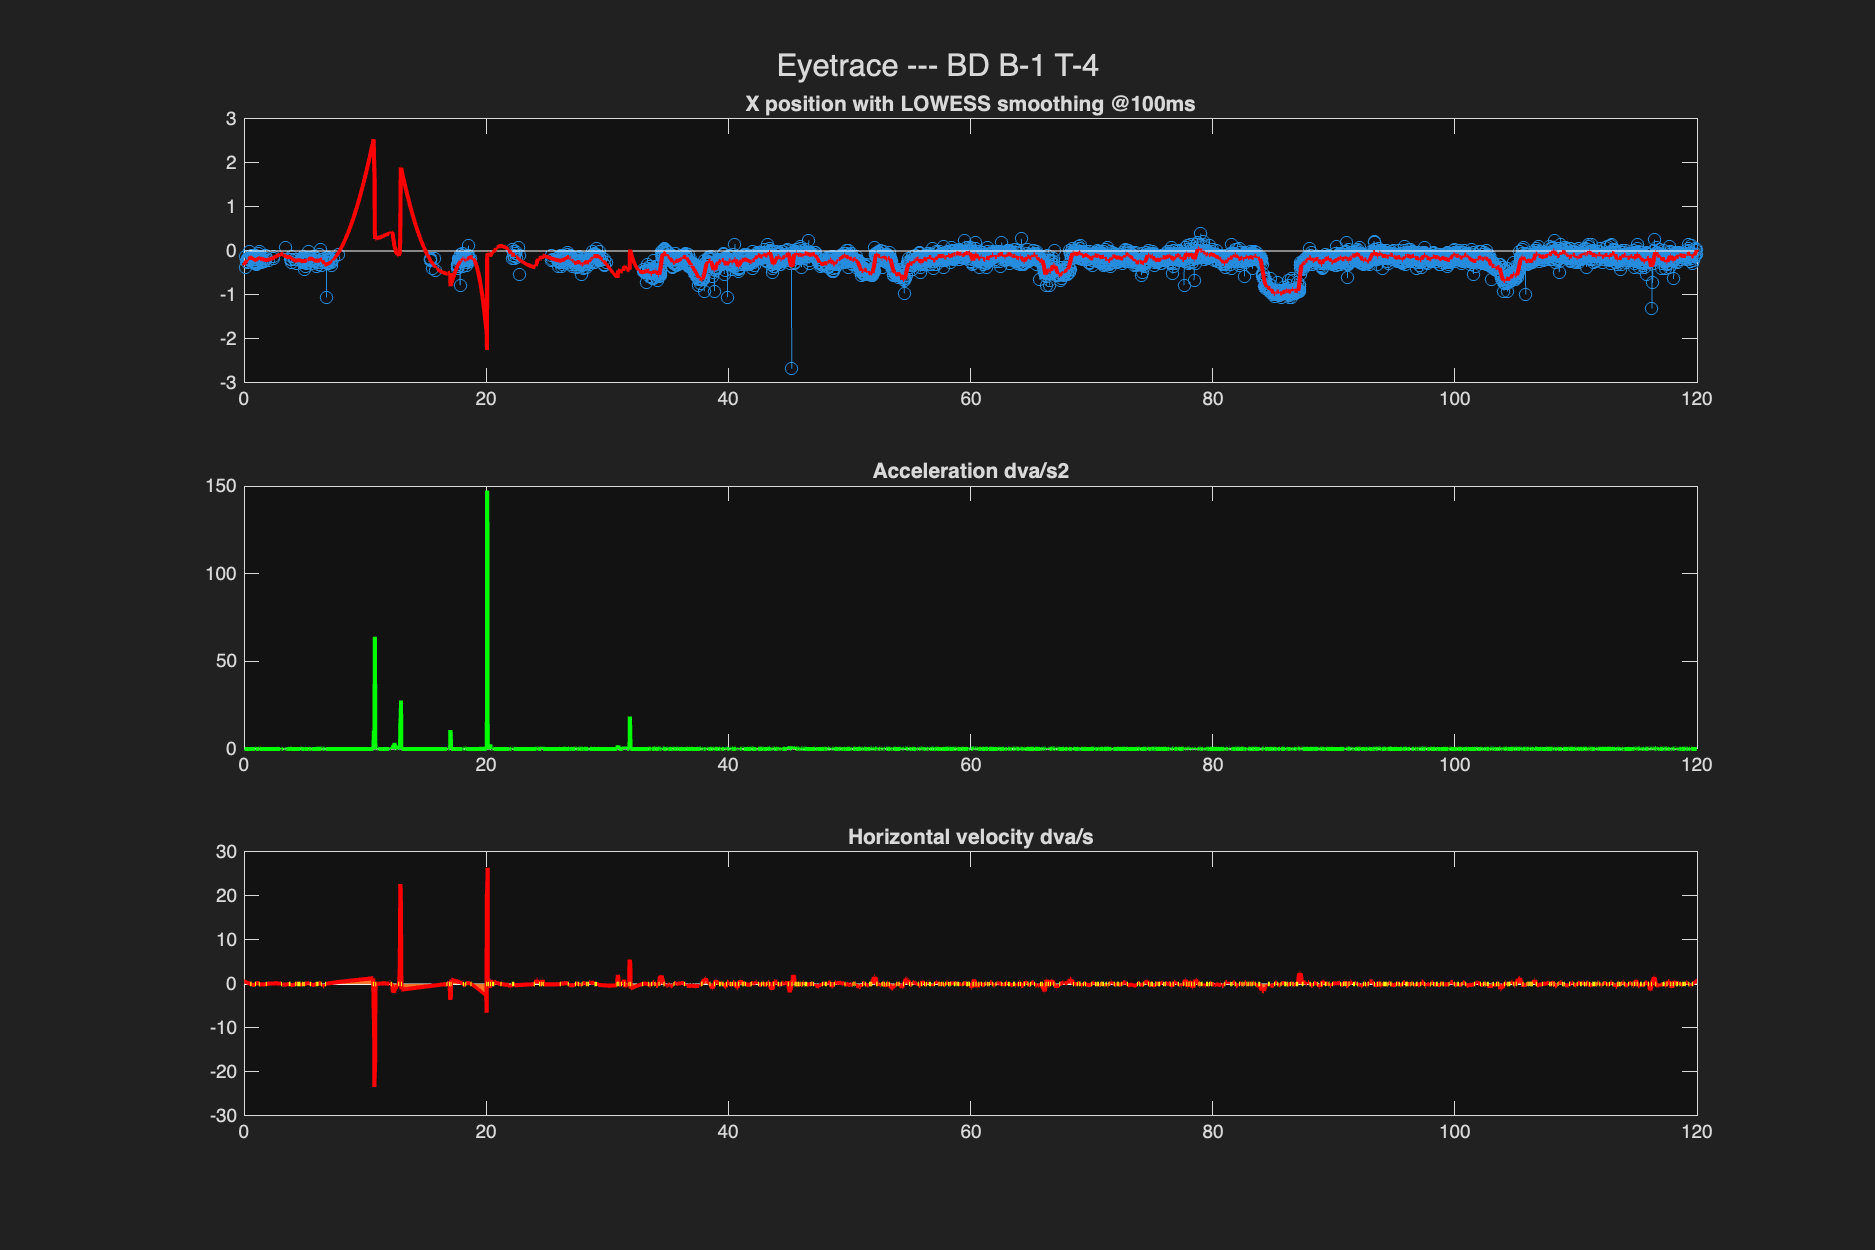 Eyetrace --- BD B-1 T-4
X position with LOWESS smoothing @100ms
3
2
1
0
-1
-2
-3
0 20 40 60 80 100 120
Acceleration dva/s2
150
100
50
0
0 20 40 60 80 100 120
Horizontal velocity dva/s
30
20
10
0
-10
-20
-30
0 20 40 60 80 100 120